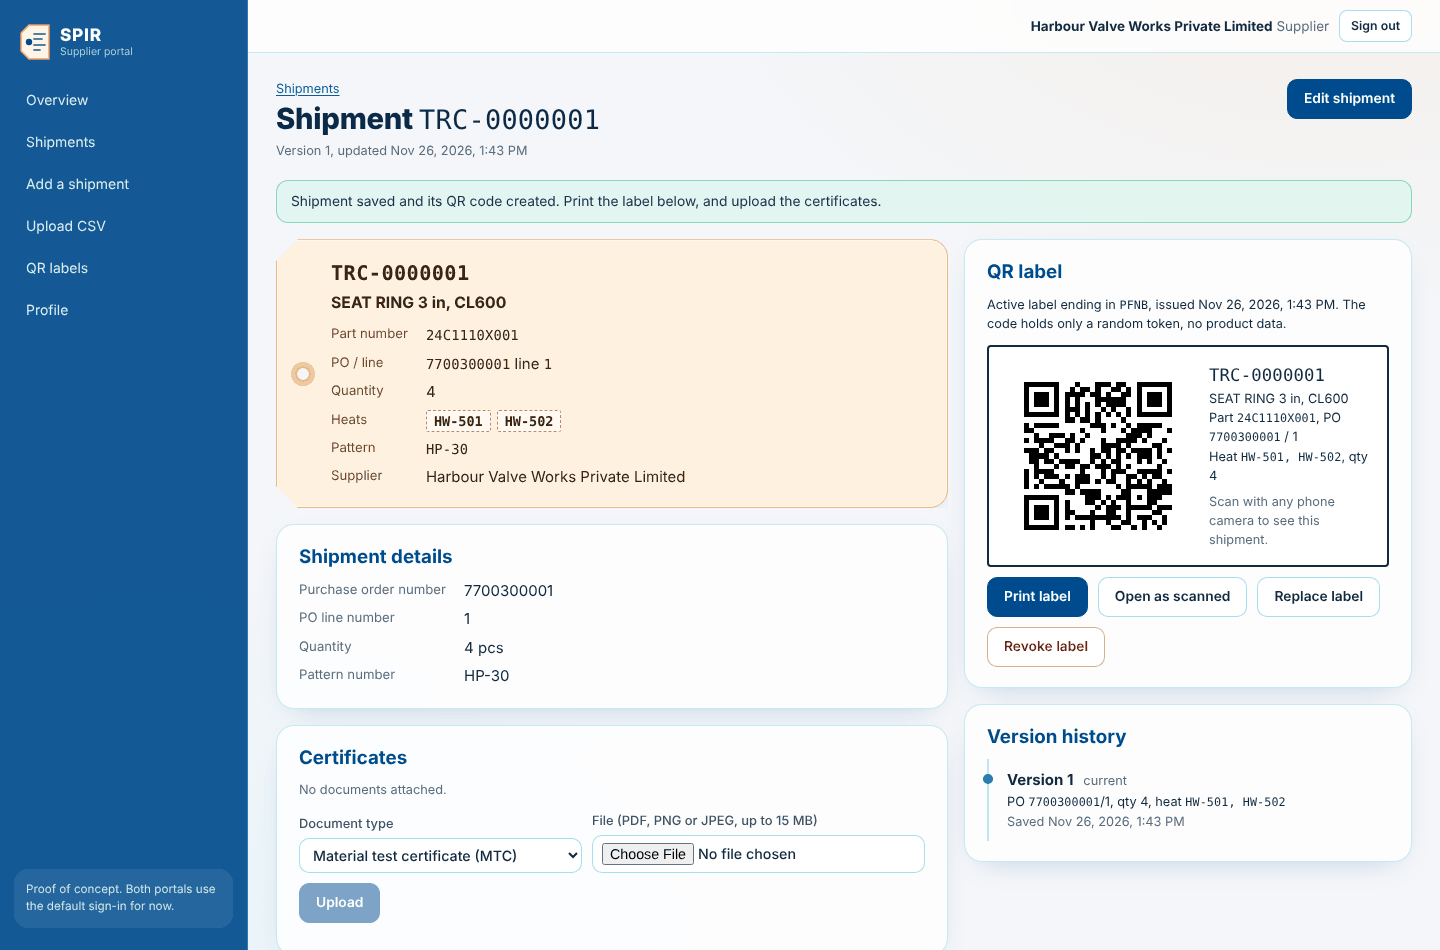 SPIR
Supplier portal
Overview
Shipments
Add a shipment
Upload CSV
QR labels
Profile
Proof of concept. Both portals use
the default sign-in for now.
Harbour Valve Works Private Limited Supplier
Sign out
Shipments
Shipment TRC-0000001
Version 1, updated Nov 26, 2026, 1:43 PM
Edit shipment
Shipment saved and its QR code created. Print the label below, and upload the certificates.
TRC-0000001
SEAT RING 3 in, CL600
Part number 24C1110X001
PO / line 7700300001 line 1
Quantity 4
Heats HW-501 HW-502
Pattern HP-30
Supplier Harbour Valve Works Private Limited
Shipment details
Purchase order number 7700300001
PO line number 1
Quantity 4 pcs
Pattern number HP-30
Certificates
No documents attached.
Document type
Material test certificate (MTC)
File (PDF, PNG or JPEG, up to 15 MB)
Choose File No file chosen
Upload
QR label
Active label ending in PFNB, issued Nov 26, 2026, 1:43 PM. The
code holds only a random token, no product data.
TRC-0000001
SEAT RING 3 in, CL600
Part 24C1110X001, PO
7700300001 / 1
Heat HW-501, HW-502, qty
4
Scan with any phone
camera to see this
shipment.
Print label
Open as scanned
Replace label
Revoke label
Version history
Version 1 current
PO 7700300001/1, qty 4, heat HW-501, HW-502
Saved Nov 26, 2026, 1:43 PM